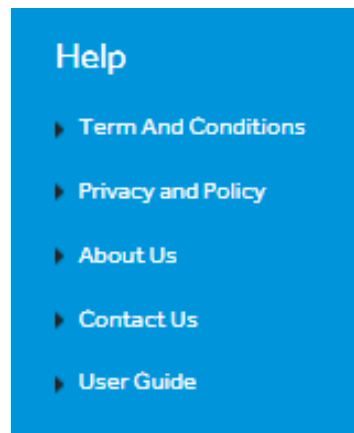 Help
Term And Conditions
Privacy and Policy
About Us
Contact Us
User Guide